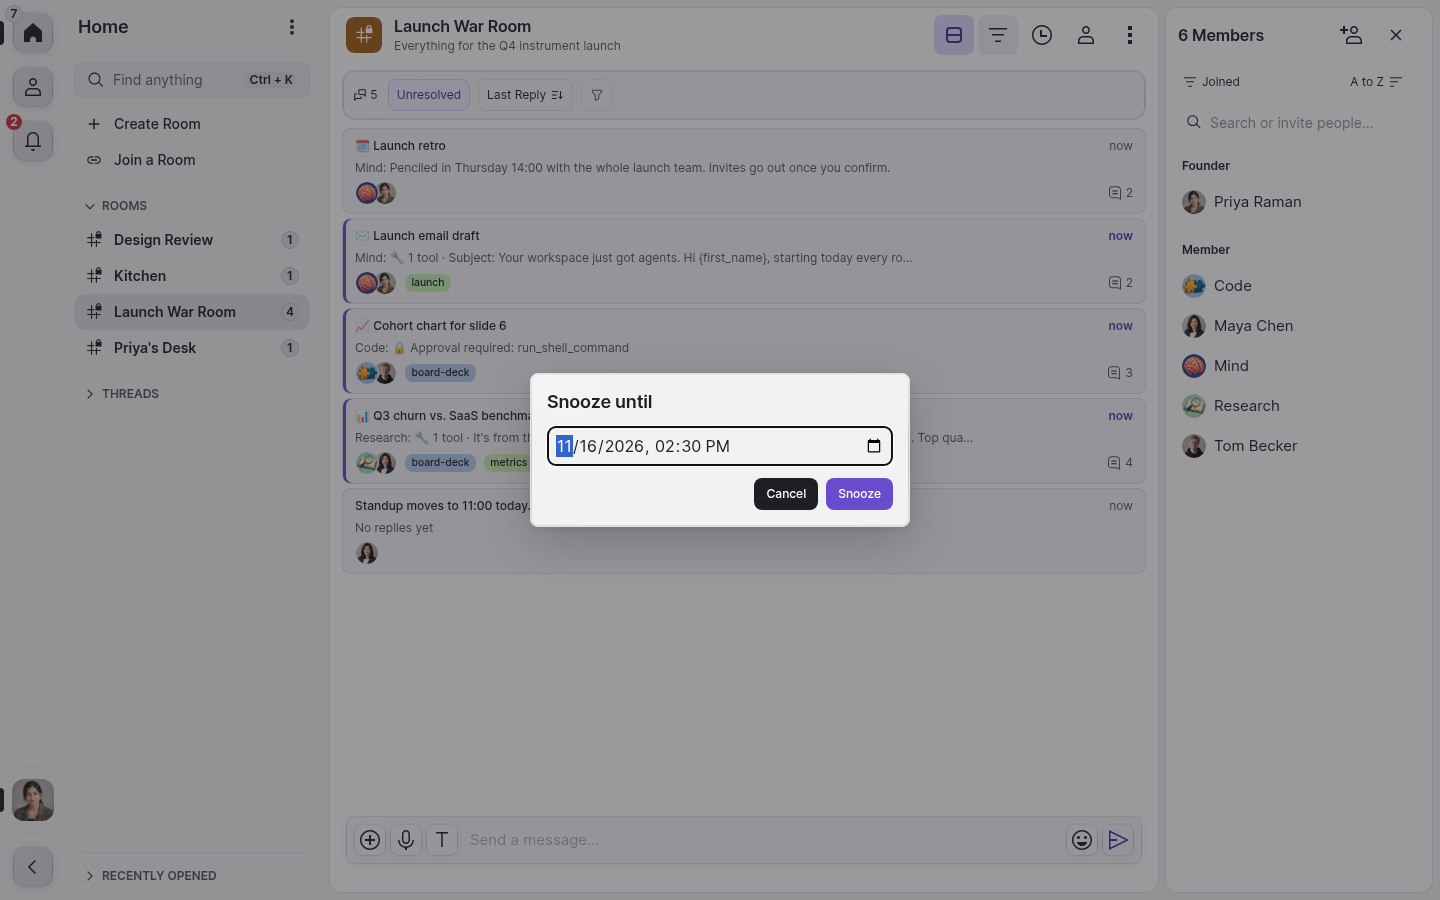 7
Home
Find anything
Ctrl + K
2
Create Room
Join a Room
ROOMS
Design Review
1
Kitchen
1
Launch War Room
4
Priya's Desk
1
THREADS
RECENTLY OPENED
Launch War Room
Everything for the Q4 instrument launch
5
Unresolved
Last Reply
🗓️ Launch retro
now
Mind: Penciled in Thursday 14:00 with the whole launch team. Invites go out once you confirm.
2
✉️ Launch email draft
now
Mind: 🔧 1 tool · Subject: Your workspace just got agents. Hi {first_name}, starting today every ro…
launch
2
📈 Cohort chart for slide 6
now
Code: 🔒 Approval required: run_shell_command
board-deck
3
📊 Q3 churn vs. SaaS benchma
now
Research: 🔧 1 tool · It's from th
. Top qua…
board-deck
metrics
4
Standup moves to 11:00 today.
now
No replies yet
Snooze until
11/16/2026, 02:30 PM
Cancel
Snooze
T
Send a message...
6 Members
Joined
A to Z
Search or invite people...
Founder
Priya Raman
Member
Code
Maya Chen
Mind
Research
Tom Becker